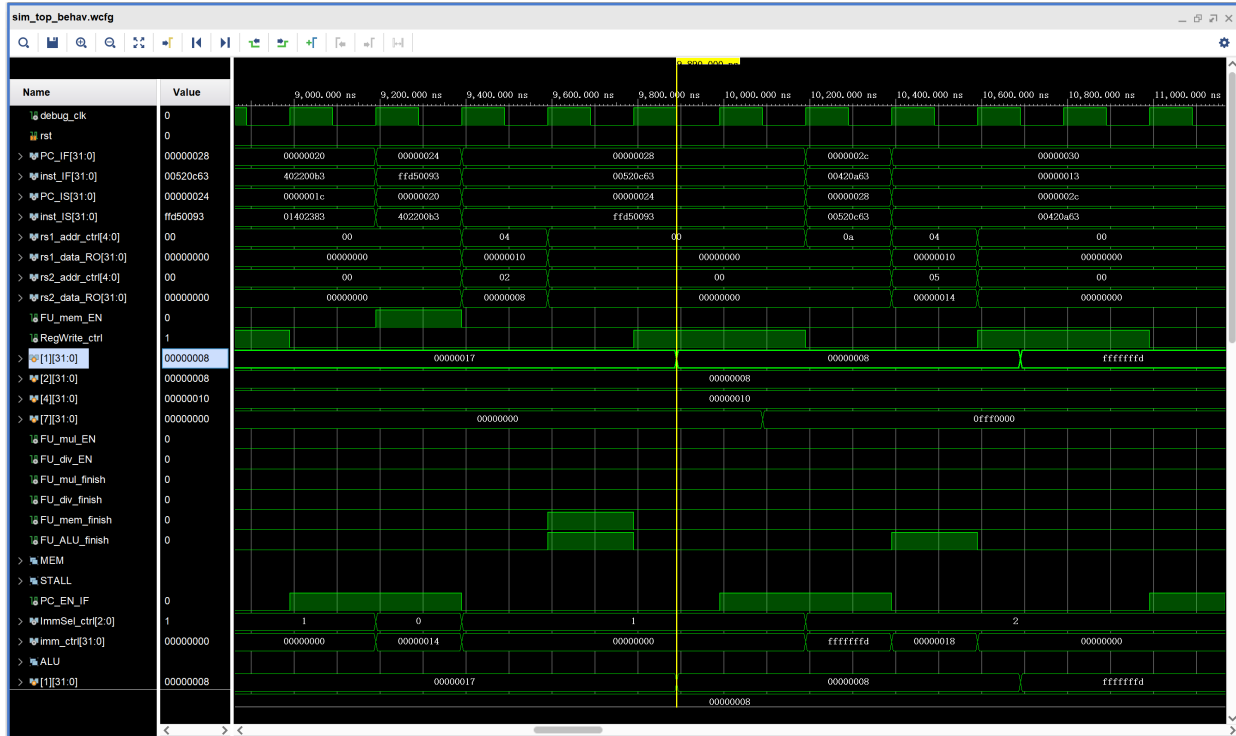 sim_top_behav.wcfg
9,800.000 ns
Name Value
9,000.000 ns 9,200.000 ns 9,400.000 ns 9,600.000 ns 9,800.000 ns 10,000.000 ns 10,200.000 ns 10,400.000 ns 10,600.000 ns 10,800.000 ns 11,000.000 ns
debug_clk 0
rst 0
PC_IF[31:0] 00000028 00000020 00000024 00000028 0000002c 00000030
inst_IF[31:0] 00520c63 402200b3 ffd50093 00520c63 00420a63 00000013
PC_IS[31:0] 00000024 0000001c 00000020 00000024 00000028 0000002c
inst_IS[31:0] ffd50093 01402383 402200b3 ffd50093 00520c63 00420a63
rs1_addr_ctrl[4:0] 00 00 04 00 0a 04 00
rs1_data_RO[31:0] 00000000 00000000 00000010 00000000 00000010 00000000
rs2_addr_ctrl[4:0] 00 00 02 00 05 00
rs2_data_RO[31:0] 00000000 00000000 00000008 00000000 00000014 00000000
FU_mem_EN 0
RegWrite_ctrl 1
[1][31:0] 00000008 00000017 00000008 fffffffd
[2][31:0] 00000008 00000008
[4][31:0] 00000010 00000010
[7][31:0] 00000000 00000000 0fff0000
FU_mul_EN 0
FU_div_EN 0
FU_mul_finish 0
FU_div_finish 0
FU_mem_finish 0
FU_ALU_finish 0
MEM
STALL
PC_EN_IF 0
ImmSel_ctrl[2:0] 1 1 0 1 2
imm_ctrl[31:0] 00000000 00000000 00000014 00000000 fffffffd 00000018 00000000
ALU
[1][31:0] 00000008 00000017 00000008 fffffffd
00000008